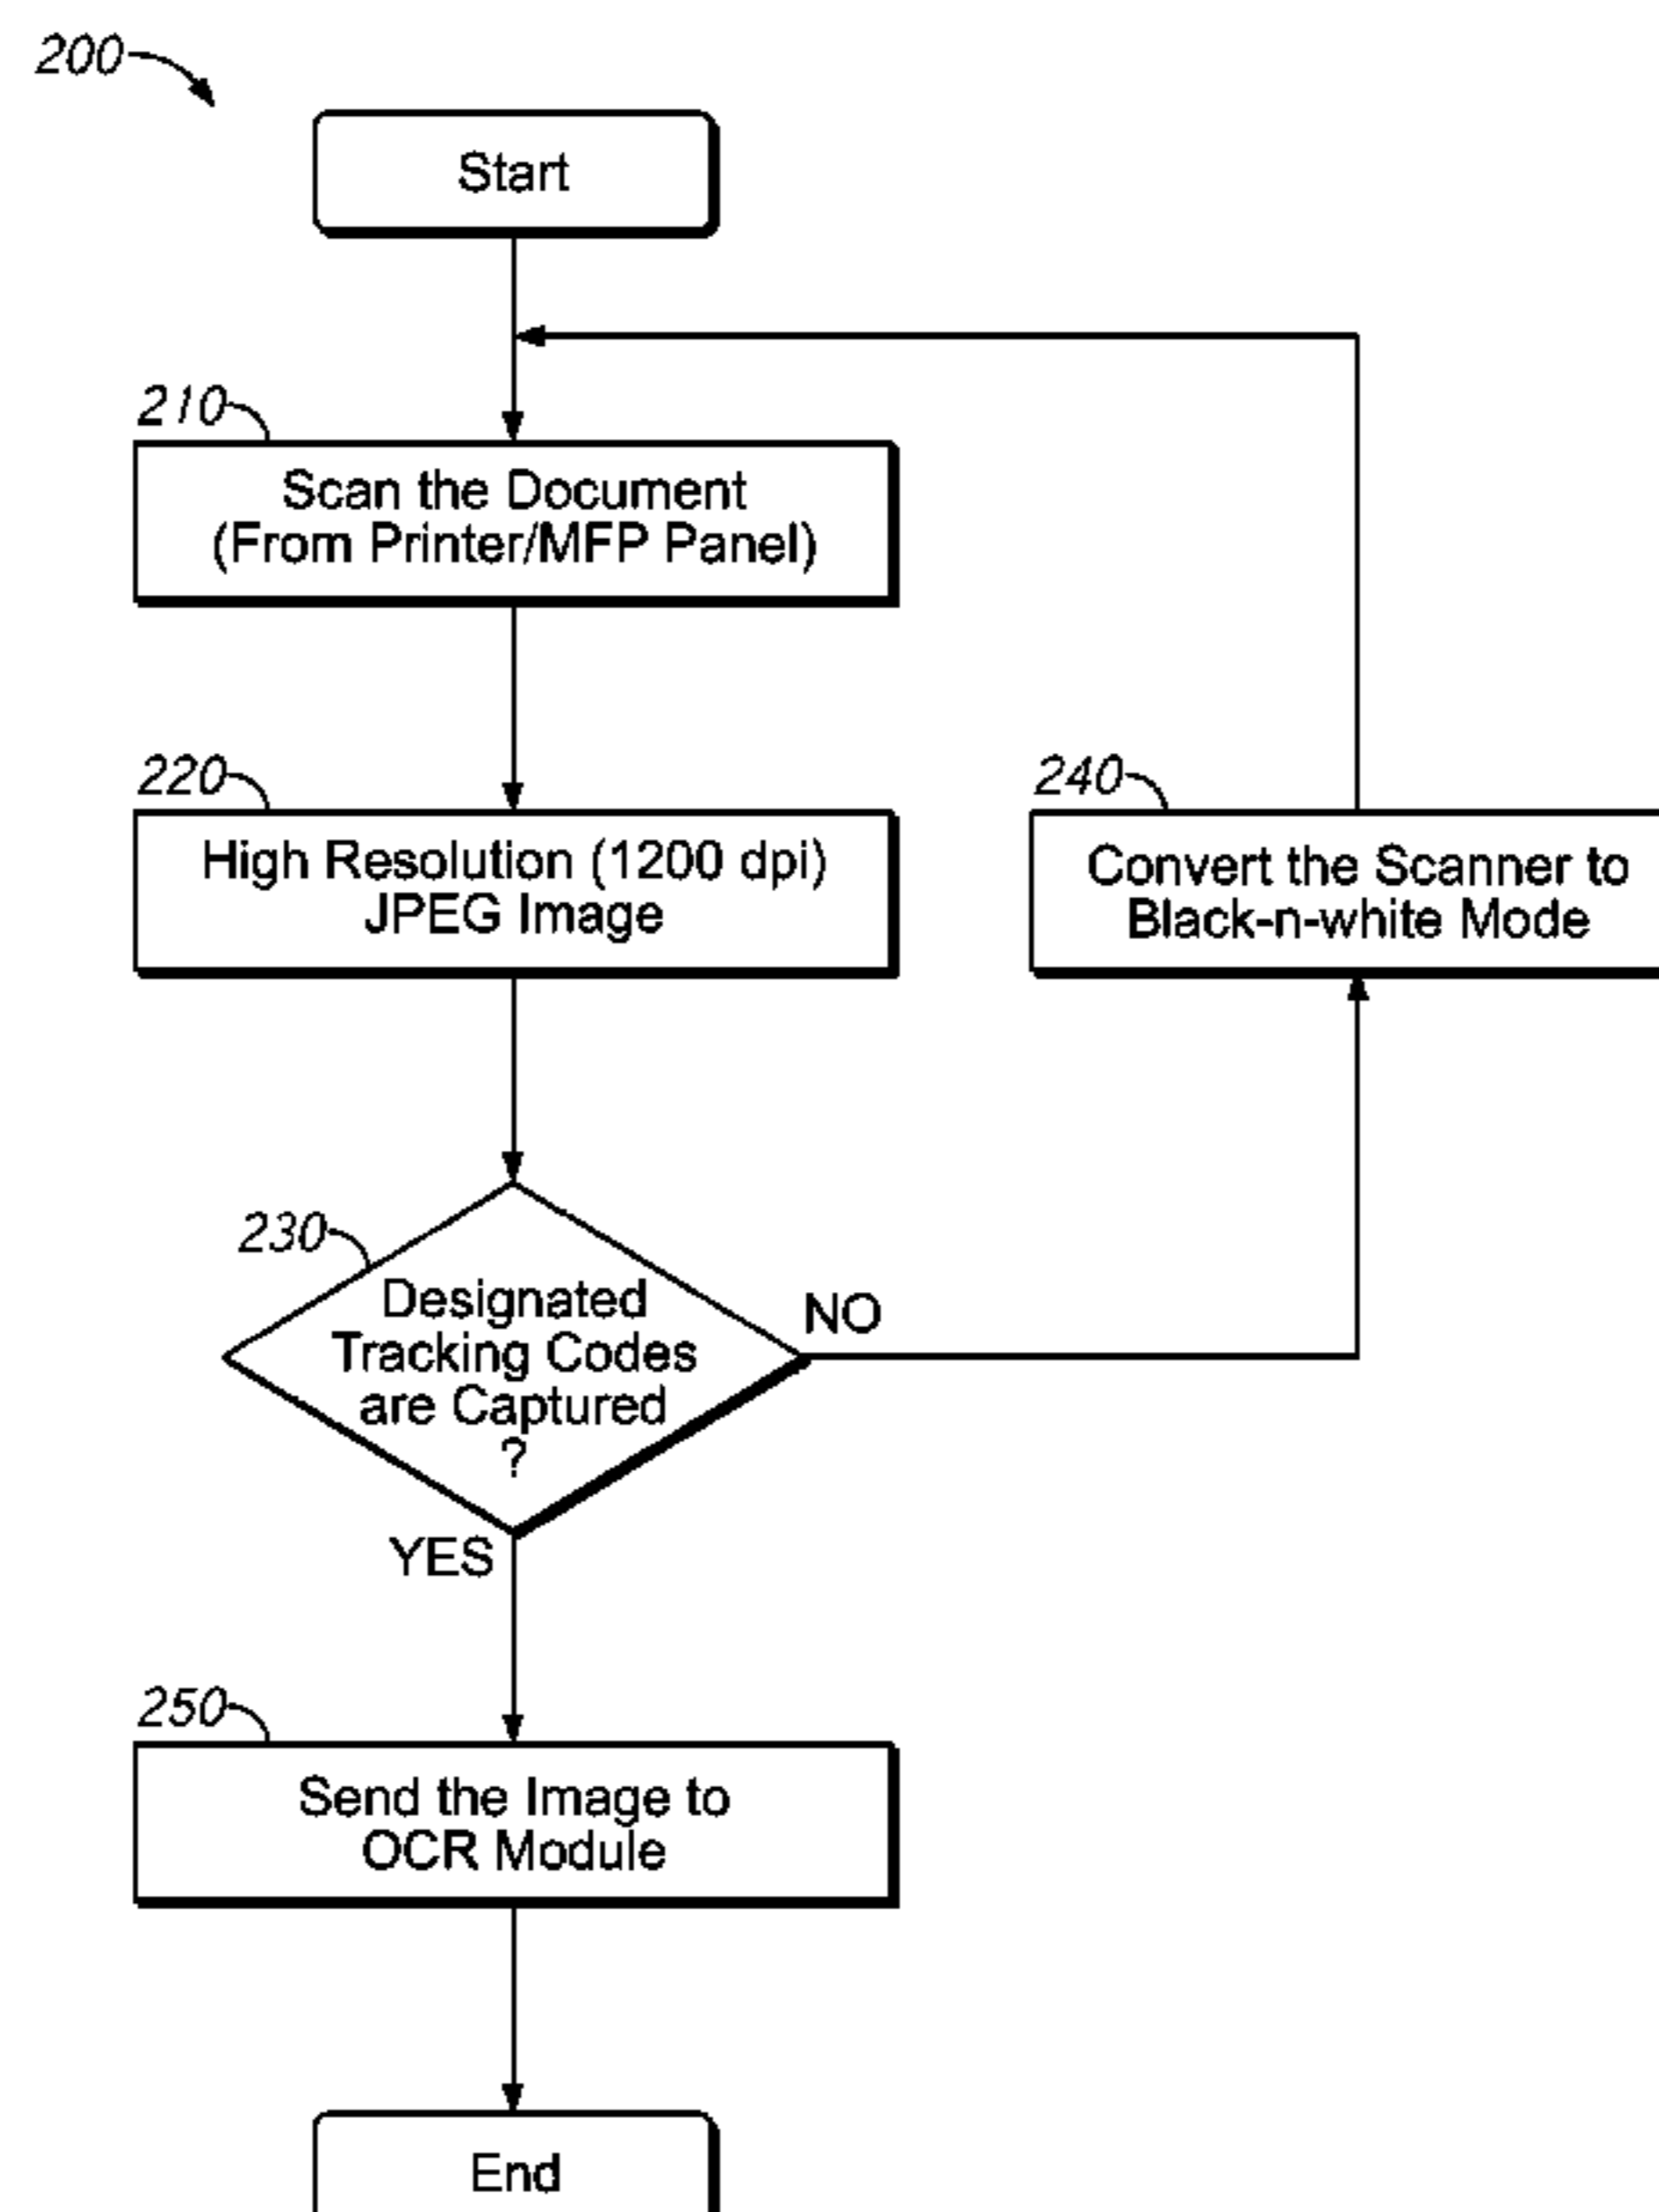 200
Start
210
Scan the Document
(From Printer/MFP Panel)
220
High Resolution (1200 dpi)
JPEG Image
240
Convert the Scanner to
Black-n-white Mode
230
Designated
Tracking Codes
are Captured
?
NO
YES
250
Send the Image to
OCR Module
End